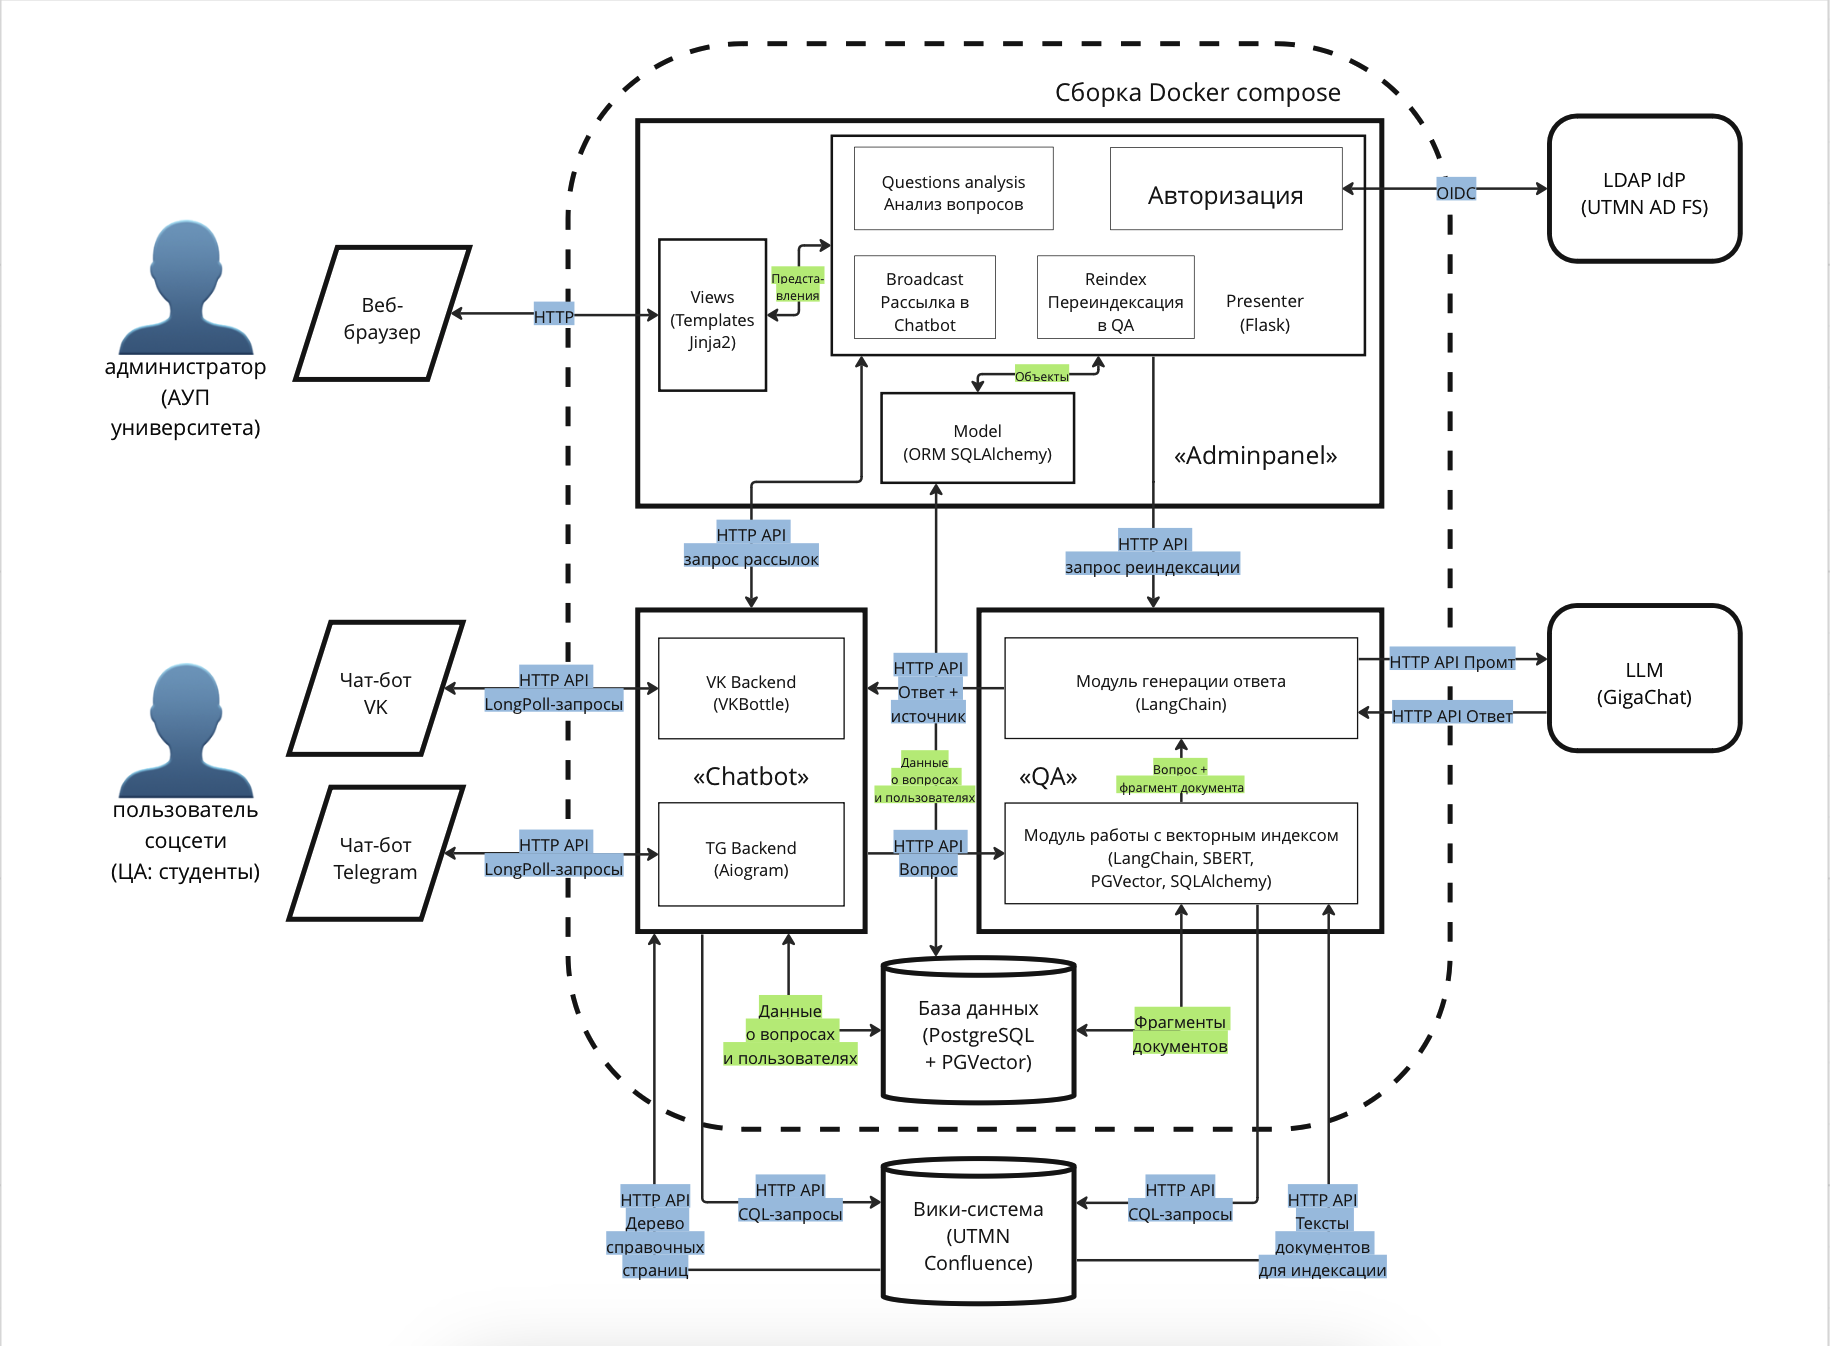 Сборка Docker compose
Questions analysis
Анализ вопросов
Авторизация
OIDC
LDAP IdP
(UTMN AD FS)
администратор
(АУП
университета)
Веб-
браузер
HTTP
Views
(Templates
Jinja2)
Предста-
вления
Broadcast
Рассылка в
Chatbot
Reindex
Переиндексация
в QA
Presenter
(Flask)
Объекты
Model
(ORM SQLAlchemy)
«Adminpanel»
HTTP API
запрос рассылок
HTTP API
запрос реиндексации
пользователь
соцсети
(ЦА: студенты)
Чат-бот
VK
HTTP API
LongPoll-запросы
VK Backend
(VKBottle)
HTTP API
Ответ +
источник
Модуль генерации ответа
(LangChain)
HTTP API Промт
HTTP API Ответ
LLM
(GigaChat)
«Chatbot»
Данные
о вопросах
и пользователях
«QA»
Вопрос +
фрагмент документа
Чат-бот
Telegram
HTTP API
LongPoll-запросы
TG Backend
(Aiogram)
HTTP API
Вопрос
Модуль работы с векторным индексом
(LangChain, SBERT,
PGVector, SQLAlchemy)
Данные
о вопросах
и пользователях
База данных
(PostgreSQL
+ PGVector)
Фрагменты
документов
HTTP API
Дерево
справочных
страниц
HTTP API
CQL-запросы
Вики-система
(UTMN
Confluence)
HTTP API
CQL-запросы
HTTP API
Тексты
документов
для индексации